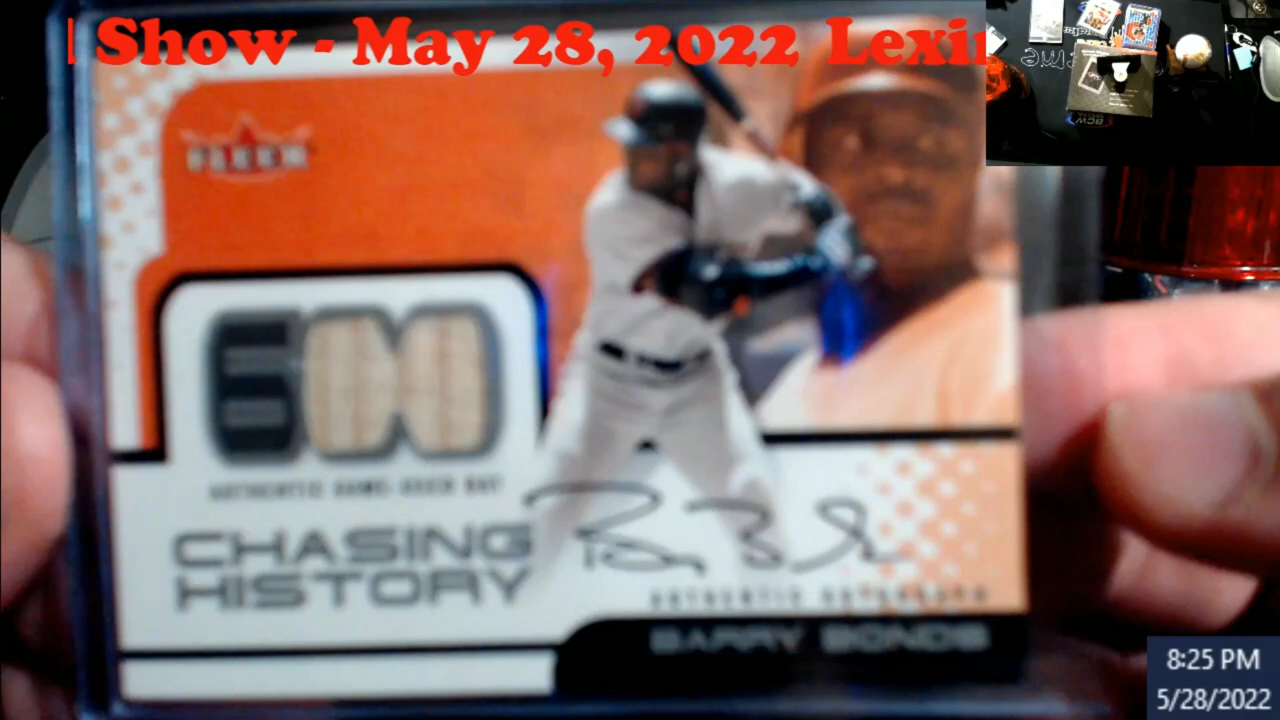 Show - May 28, 2022 Lexi
FLEER
600
AUTHENTIC GAME-USED BAT
CHASING
HISTORY
AUTHENTIC AUTOGRAPH
BARRY BONDS
BCW
8:25 PM
5/28/2022